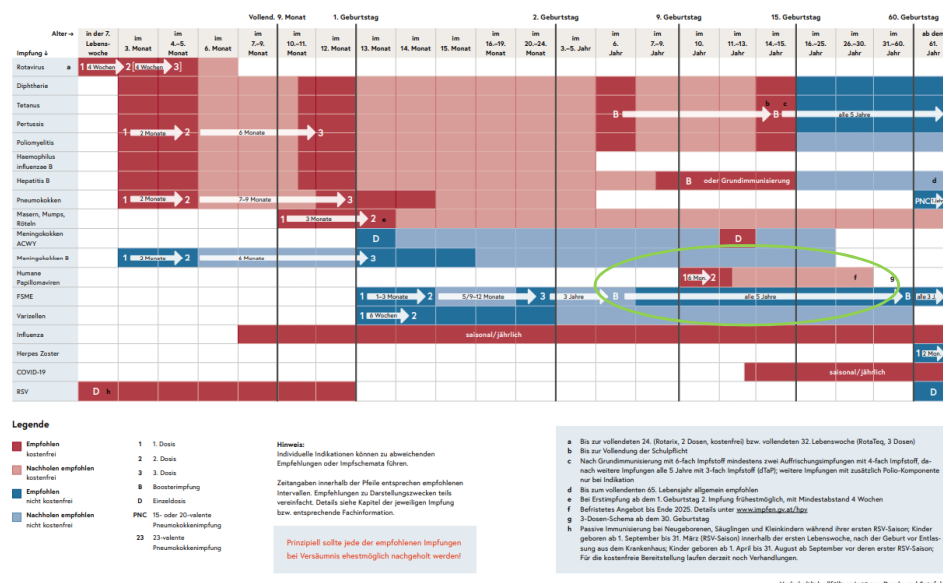 Vollend. 9. Monat 1. Geburtstag 2. Geburtstag 9. Geburtstag 15. Geburtstag 60. Geburtstag
Alter → in der 7. Lebens-woche im 3. Monat im 4.–5. Monat im 6. Monat im 7.–9. Monat im 10.–11. Monat im 12. Monat im 13. Monat im 14. Monat im 15. Monat im 16.–19. Monat im 20.–24. Monat im 3.–5. Jahr im 6. Jahr im 7.–9. Jahr im 10. Jahr im 11.–13. Jahr im 14.–15. Jahr im 16.–25. Jahr im 26.–30. Jahr im 31.–60. Jahr ab dem 61. Jahr
Impfung ↓
Rotavirus a 1 4 Wochen 2 [4 Wochen 3]
Diphtherie
Tetanus b c
B B alle 5 Jahre
Pertussis
1 2 Monate 2 6 Monate 3
Poliomyelitis
Haemophilus
influenzae B
Hepatitis B B oder Grundimmunisierung d
Pneumokokken 1 2 Monate 2 7–9 Monate 3 PNC
Masern, Mumps,
Röteln 1 3 Monate 2 e
Meningokokken
ACWY D D
Meningokokken B 1 2 Monate 2 6 Monate 3
Humane
Papillomaviren 1 6 Mon. 2 f g
FSME 1 1–3 Monate 2 5/9–12 Monate 3 3 Jahre B alle 5 Jahre B alle 3 J.
Varizellen 1 6 Wochen 2
Influenza saisonal/jährlich
Herpes Zoster 1 2 Mon.
COVID-19 saisonal/jährlich
RSV D h D
Legende
Empfohlen
kostenfrei
Nachholen empfohlen
kostenfrei
Empfohlen
nicht kostenfrei
Nachholen empfohlen
nicht kostenfrei
1 1. Dosis
2 2. Dosis
3 3. Dosis
B Boosterimpfung
D Einzeldosis
PNC 15- oder 20-valente
Pneumokokkenimpfung
23 23-valente
Pneumokokkenimpfung
Hinweis:
Individuelle Indikationen können zu abweichenden
Empfehlungen oder Impfschemata führen.
Zeitangaben innerhalb der Pfeile entsprechen empfohlenen
Intervallen. Empfehlungen zu Darstellungszwecken teils
vereinfacht. Details siehe Kapitel der jeweiligen Impfung
bzw. entsprechende Fachinformation.
Prinzipiell sollte jede der empfohlenen Impfungen
bei Versäumnis ehestmöglich nachgeholt werden!
a Bis zur vollendeten 24. (Rotarix, 2 Dosen, kostenfrei) bzw. vollendeten 32. Lebenswoche (RotaTeq, 3 Dosen)
b Bis zur Vollendung der Schulpflicht
c Nach Grundimmunisierung mit 6-fach Impfstoff mindestens zwei Auffrischungsimpfungen mit 4-fach Impfstoff, da-
nach weitere Impfungen alle 5 Jahre mit 3-fach Impfstoff (dTaP); weitere Impfungen mit zusätzlich Polio-Komponente
nur bei Indikation
d Bis zum vollendeten 65. Lebensjahr allgemein empfohlen
e Bei Erstimpfung ab dem 1. Geburtstag 2. Impfung frühestmöglich, mit Mindestabstand 4 Wochen
f Befristetes Angebot bis Ende 2025. Details unter www.impfen.gv.at/hpv
g 3-Dosen-Schema ab dem 30. Geburtstag
h Passive Immunisierung bei Neugeborenen, Säuglingen und Kleinkindern während ihrer ersten RSV-Saison; Kinder
geboren ab 1. September bis 31. März (RSV-Saison) innerhalb der ersten Lebenswoche, nach der Geburt vor Entlas-
sung aus dem Krankenhaus; Kinder geboren ab 1. April bis 31. August ab September vor deren erster RSV-Saison;
Für die kostenfreie Bereitstellung laufen derzeit noch Verhandlungen.